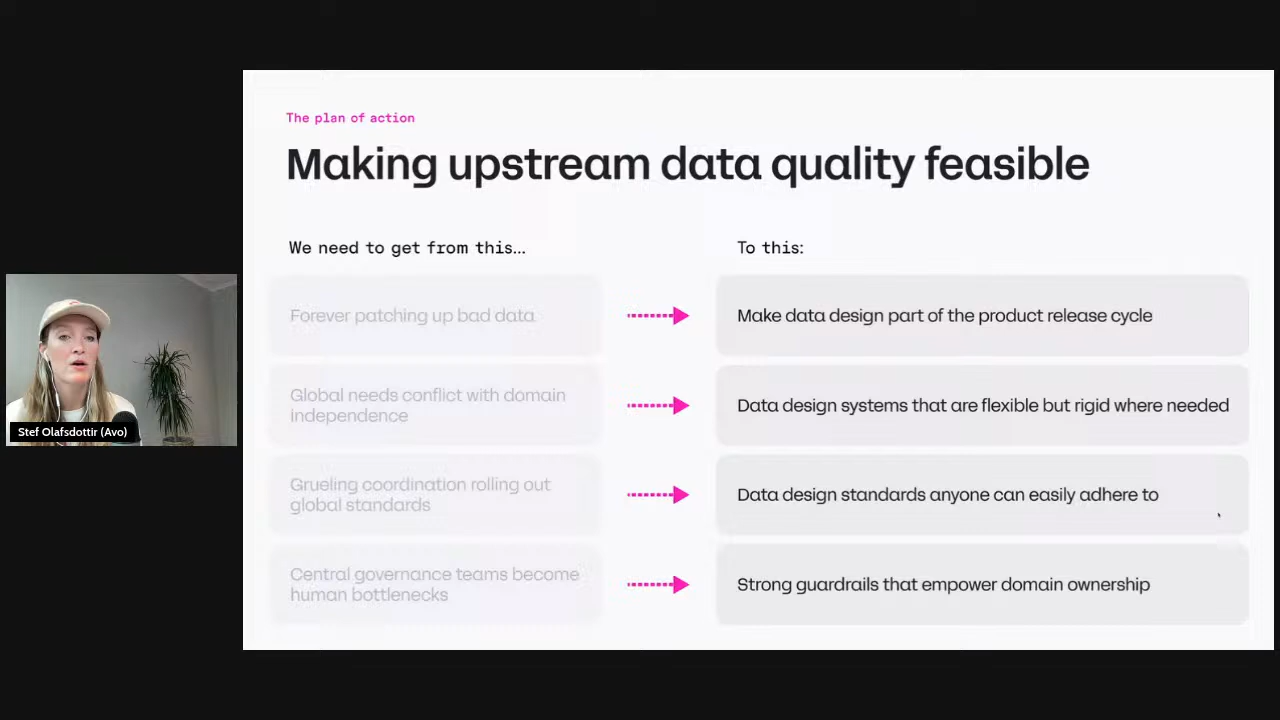 The plan of action
Making upstream data quality feasible
We need to get from this...
To this:
Forever patching up bad data
Make data design part of the product release cycle
Global needs conflict with domain
independence
Data design systems that are flexible but rigid where needed
Grueling coordination rolling out
global standards
Data design standards anyone can easily adhere to
Central governance teams become
human bottlenecks
Strong guardrails that empower domain ownership
Stef Olafsdottir (Avo)